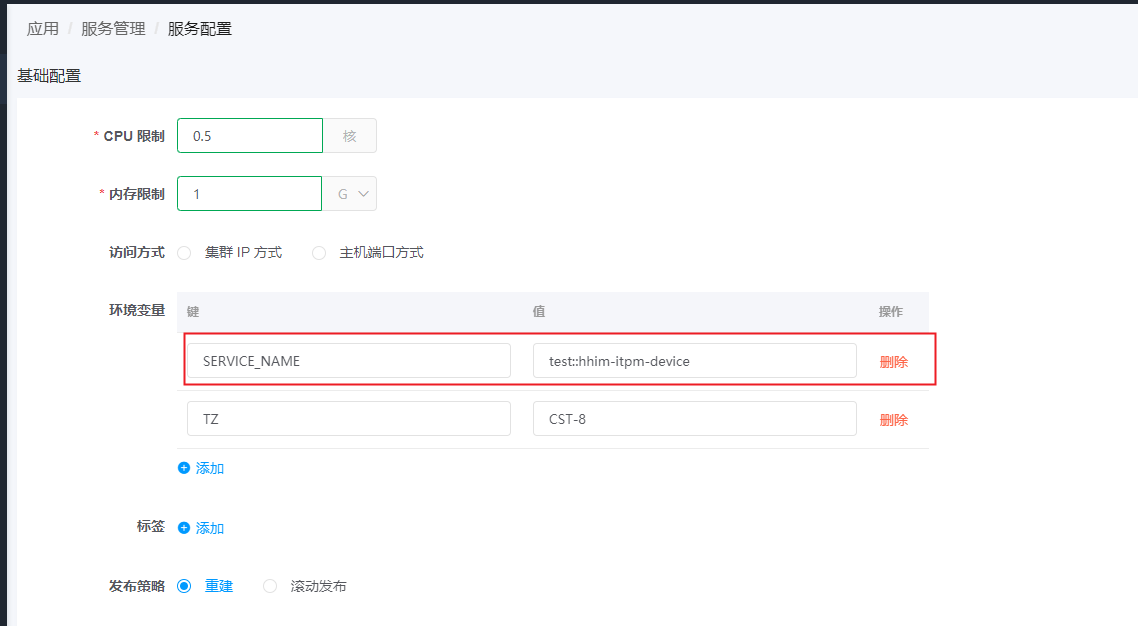 应用 / 服务管理 / 服务配置
基础配置
* CPU 限制 0.5 核
* 内存限制 1 G
访问方式 集群 IP 方式 主机端口方式
环境变量 键 值 操作
SERVICE_NAME test::hhim-itpm-device 删除
TZ CST-8 删除
添加
标签 添加
发布策略 重建 滚动发布